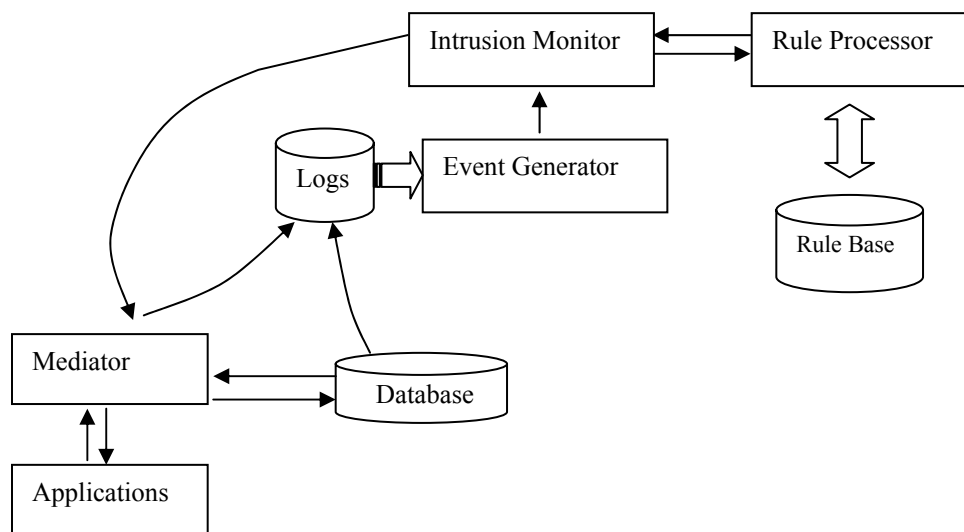 Intrusion Monitor
Rule Processor
Logs
Event Generator
Rule Base
Mediator
Database
Applications